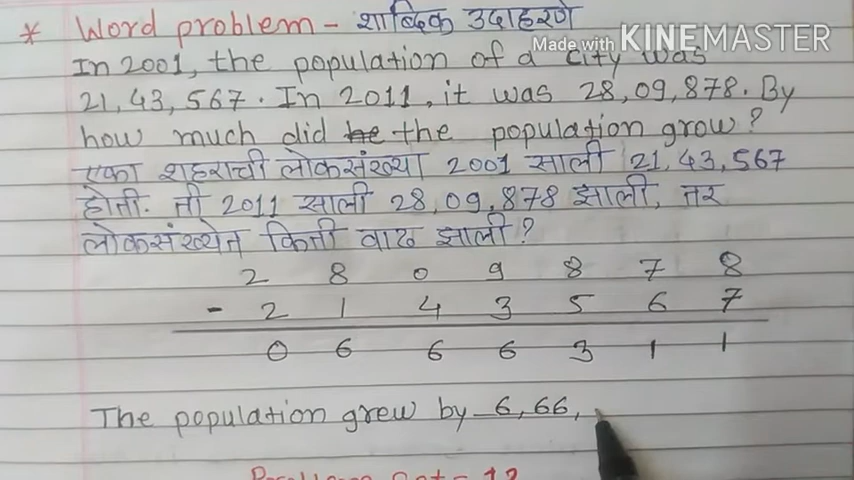 * Word problem - शाब्दिक उदाहरणे
Made with KINEMASTER
In 2001, the population of a city was
21,43,567. In 2011, it was 28,09,878. By
how much did he the population grow?
एका शहराची लोकसंख्या 2001 साली 21,43,567
होती. ती 2011 साली 28,09,878 झाली, तर
लोकसंख्येत किती वाढ झाली?
2 8 0 9 8 7 8
- 2 1 4 3 5 6 7
0 6 6 6 3 1 1
The population grew by 6,66,